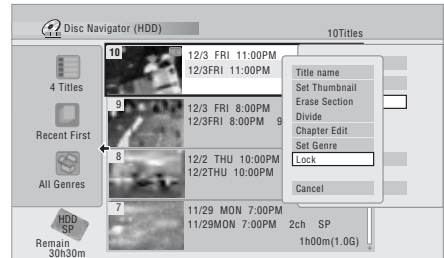 Disc Navigator (HDD)
10Titles
4 Titles
Recent First
All Genres
HDD
SP
Remain
30h30m
10
12/3 FRI 11:00PM
12/3FRI 11:00PM
9
12/3 FRI 8:00PM
12/3FRI 8:00PM 9
8
12/2 THU 10:00PM
12/2THU 10:00PM
7
11/29 MON 7:00PM
11/29MON 7:00PM 2ch SP
1h00m(1.0G)
Title name
Set Thumbnail
Erase Section
Divide
Chapter Edit
Set Genre
Lock
Cancel